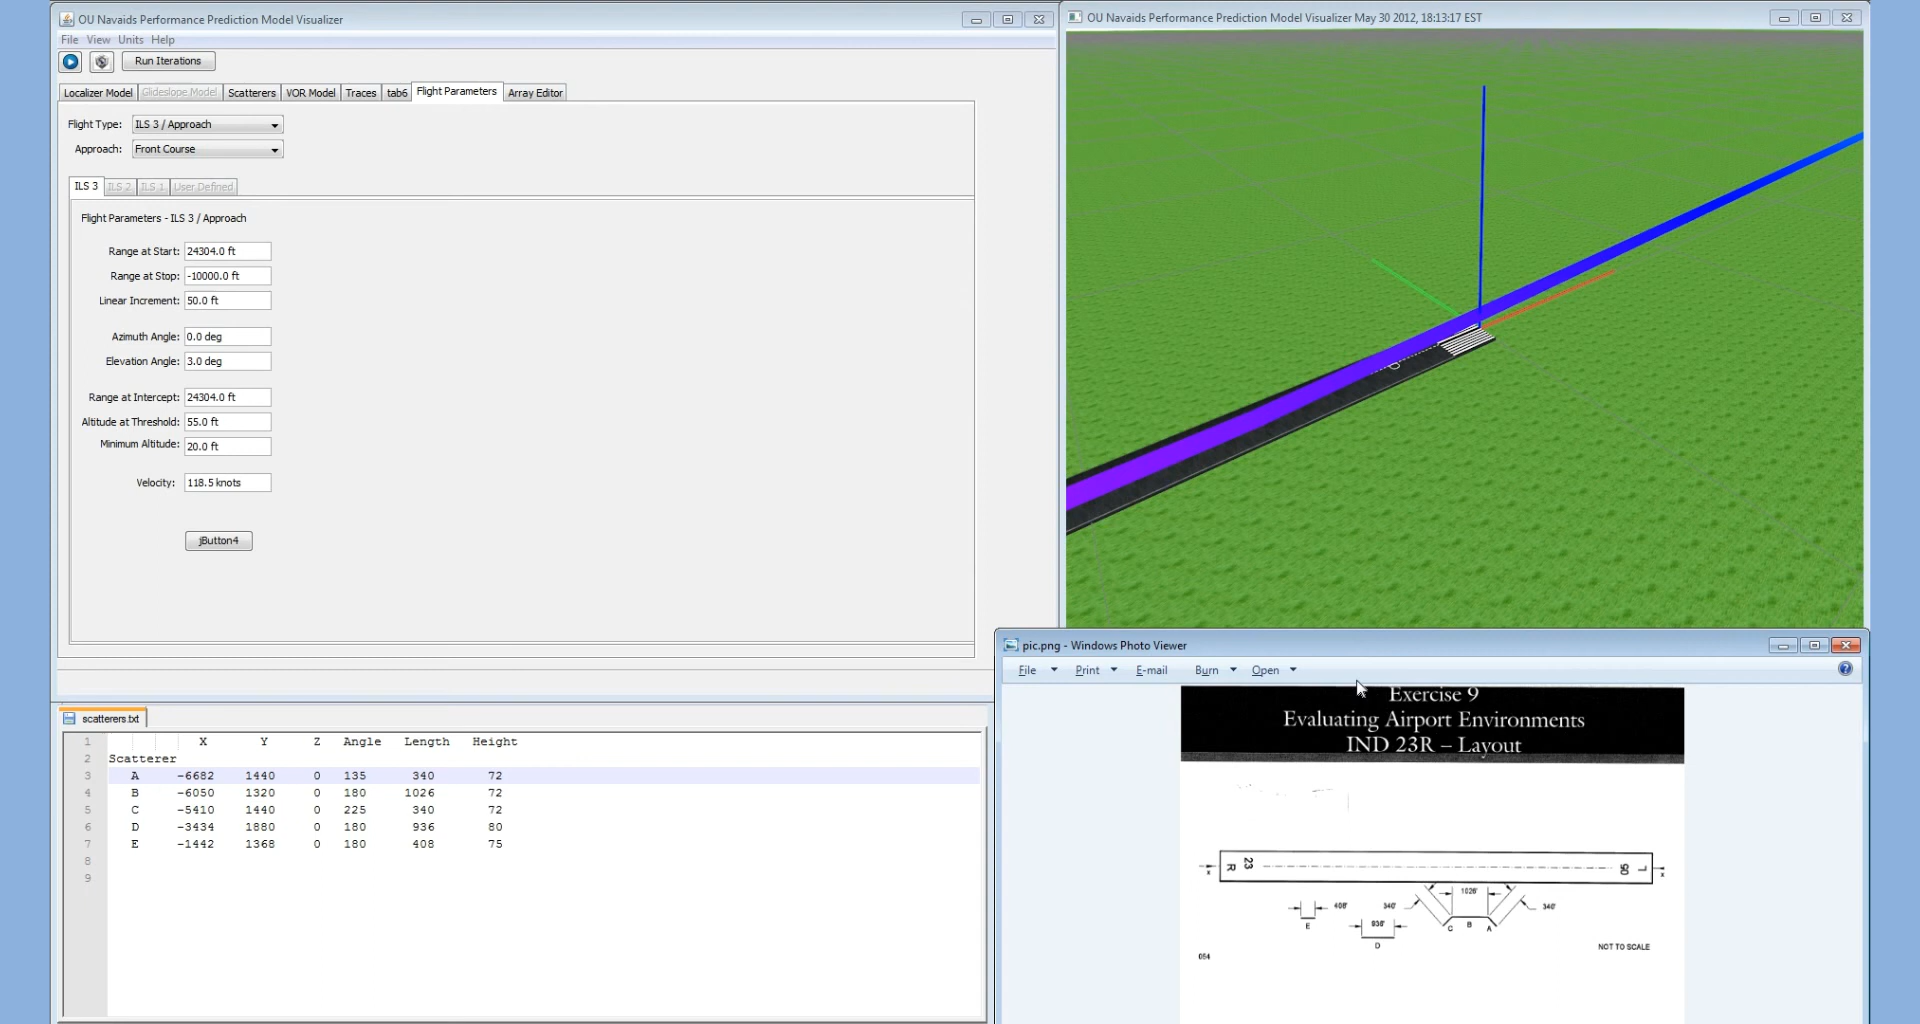 OU Navaids Performance Prediction Model Visualizer
File View Units Help
Run Iterations
Localizer Model Glideslope Model Scatterers VOR Model Traces tab6 Flight Parameters Array Editor
Flight Type: ILS 3 / Approach
Approach: Front Course
ILS 3 ILS 2 ILS 1 User Defined
Flight Parameters - ILS 3 / Approach
Range at Start: 24304.0 ft
Range at Stop: -10000.0 ft
Linear Increment: 50.0 ft
Azimuth Angle: 0.0 deg
Elevation Angle: 3.0 deg
Range at Intercept: 24304.0 ft
Altitude at Threshold: 55.0 ft
Minimum Altitude: 20.0 ft
Velocity: 118.5 knots
jButton4
OU Navaids Performance Prediction Model Visualizer May 30 2012, 18:13:17 EST
scatterers.txt
1 X Y Z Angle Length Height
2 Scatterer
3 A -6682 1440 0 135 340 72
4 B -6050 1320 0 180 1026 72
5 C -5410 1440 0 225 340 72
6 D -3434 1880 0 180 936 80
7 E -1442 1368 0 180 408 75
8
9
pic.png - Windows Photo Viewer
File Print E-mail Burn Open
Exercise 9
Evaluating Airport Environments
IND 23R – Layout
R 23 05 L
x x
1026'
408' 340' 340'
E 936' C B A
D
NOT TO SCALE
054